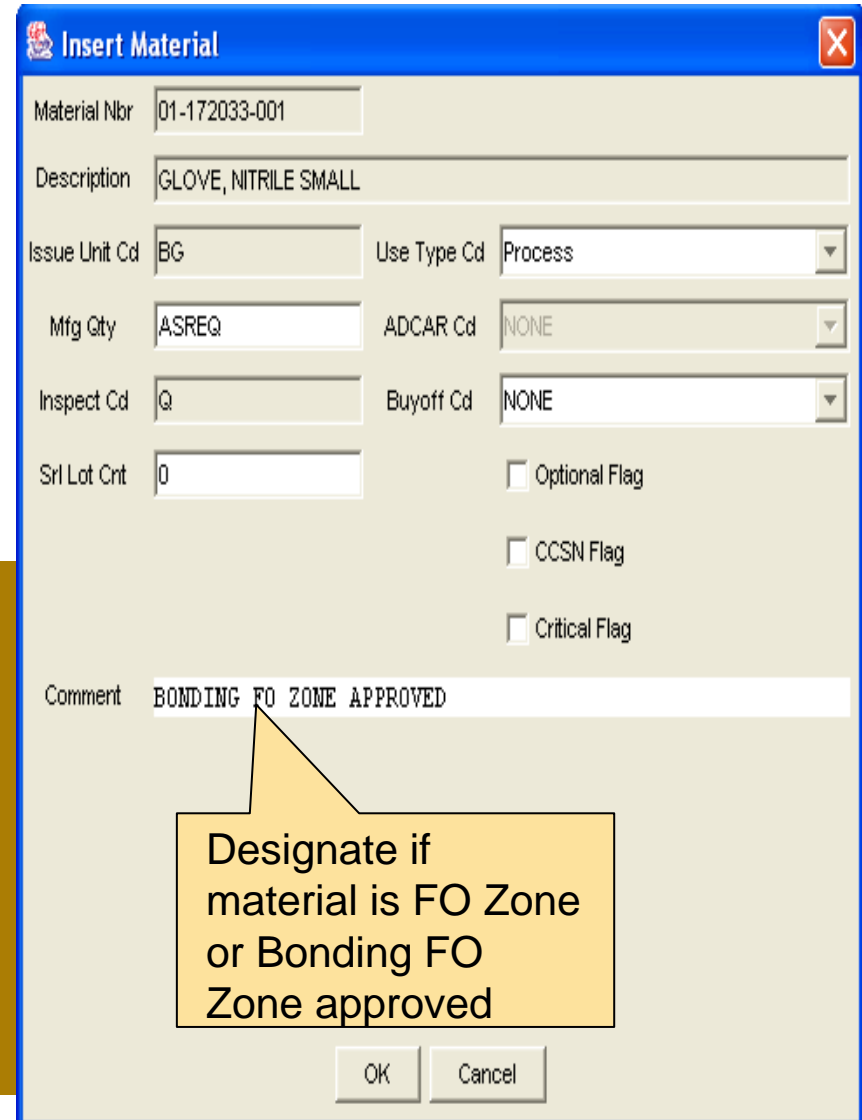 Insert Material
Material Nbr 01-172033-001
Description GLOVE, NITRILE SMALL
Issue Unit Cd BG Use Type Cd Process
Mfg Qty ASREQ ADCAR Cd NONE
Inspect Cd Q Buyoff Cd NONE
Srl Lot Cnt 0 Optional Flag
CCSN Flag
Critical Flag
Comment BONDING FO ZONE APPROVED
Designate if
material is FO Zone
or Bonding FO
Zone approved
OK Cancel